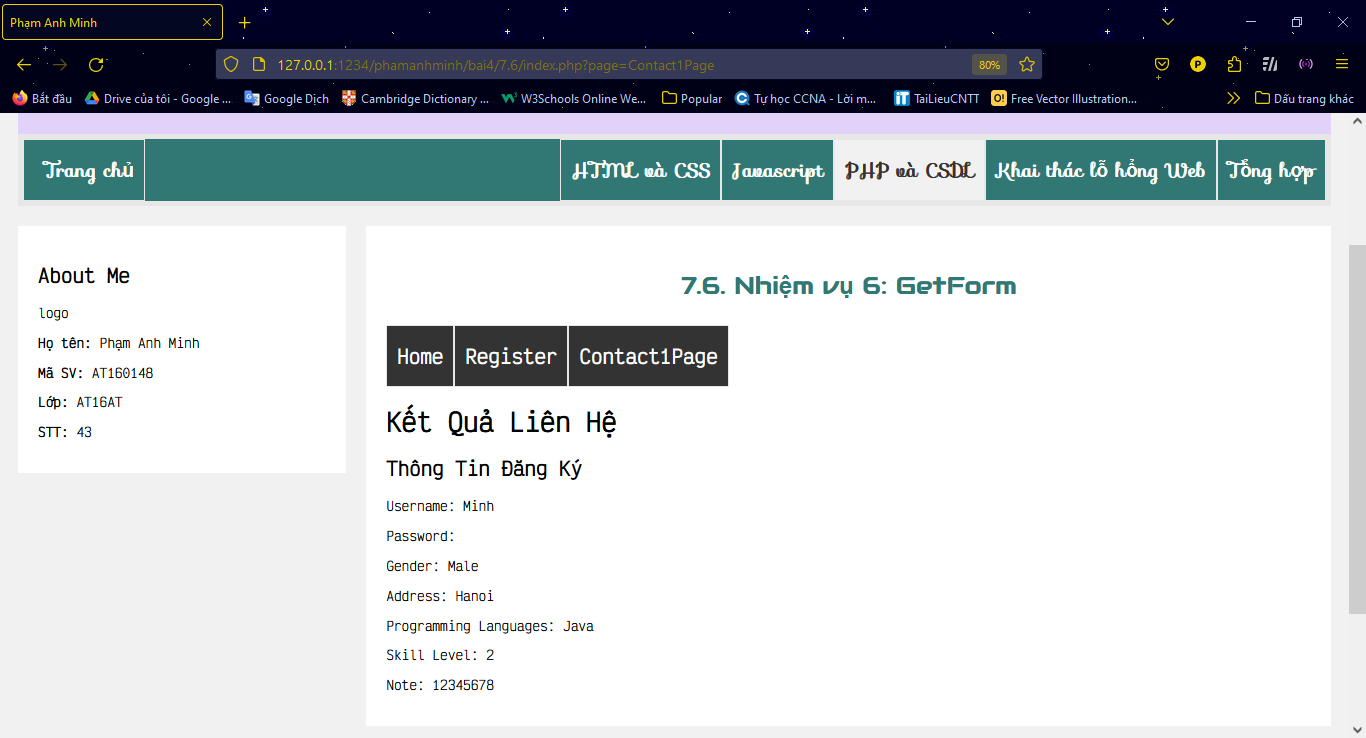 Phạm Anh Minh
127.0.0.1:1234/phamanhminh/bai4/7.6/index.php?page=Contact1Page
80%
Bắt đầu
Drive của tôi - Google ...
Google Dịch
Cambridge Dictionary ...
W3Schools Online We...
Popular
Tự học CCNA - Lời m...
TaiLieuCNTT
Free Vector Illustration...
Dấu trang khác
Trang chủ
HTML và CSS
Javascript
PHP và CSDL
Khai thác lỗ hổng Web
Tổng hợp
About Me
logo
Họ tên: Phạm Anh Minh
Mã SV: AT160148
Lớp: AT16AT
STT: 43
7.6. Nhiệm vụ 6: GetForm
Home
Register
Contact1Page
Kết Quả Liên Hệ
Thông Tin Đăng Ký
Username: Minh
Password:
Gender: Male
Address: Hanoi
Programming Languages: Java
Skill Level: 2
Note: 12345678